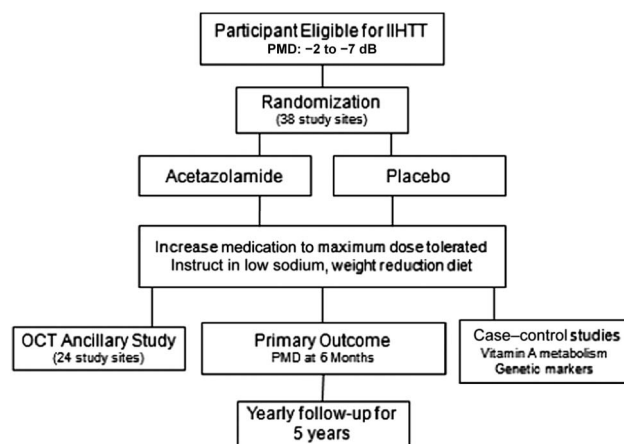 Participant Eligible for IIHTT
PMD: −2 to −7 dB
Randomization
(38 study sites)
Acetazolamide
Placebo
Increase medication to maximum dose tolerated
Instruct in low sodium, weight reduction diet
OCT Ancillary Study
(24 study sites)
Primary Outcome
PMD at 6 Months
Case–control studies
Vitamin A metabolism
Genetic markers
Yearly follow-up for
5 years